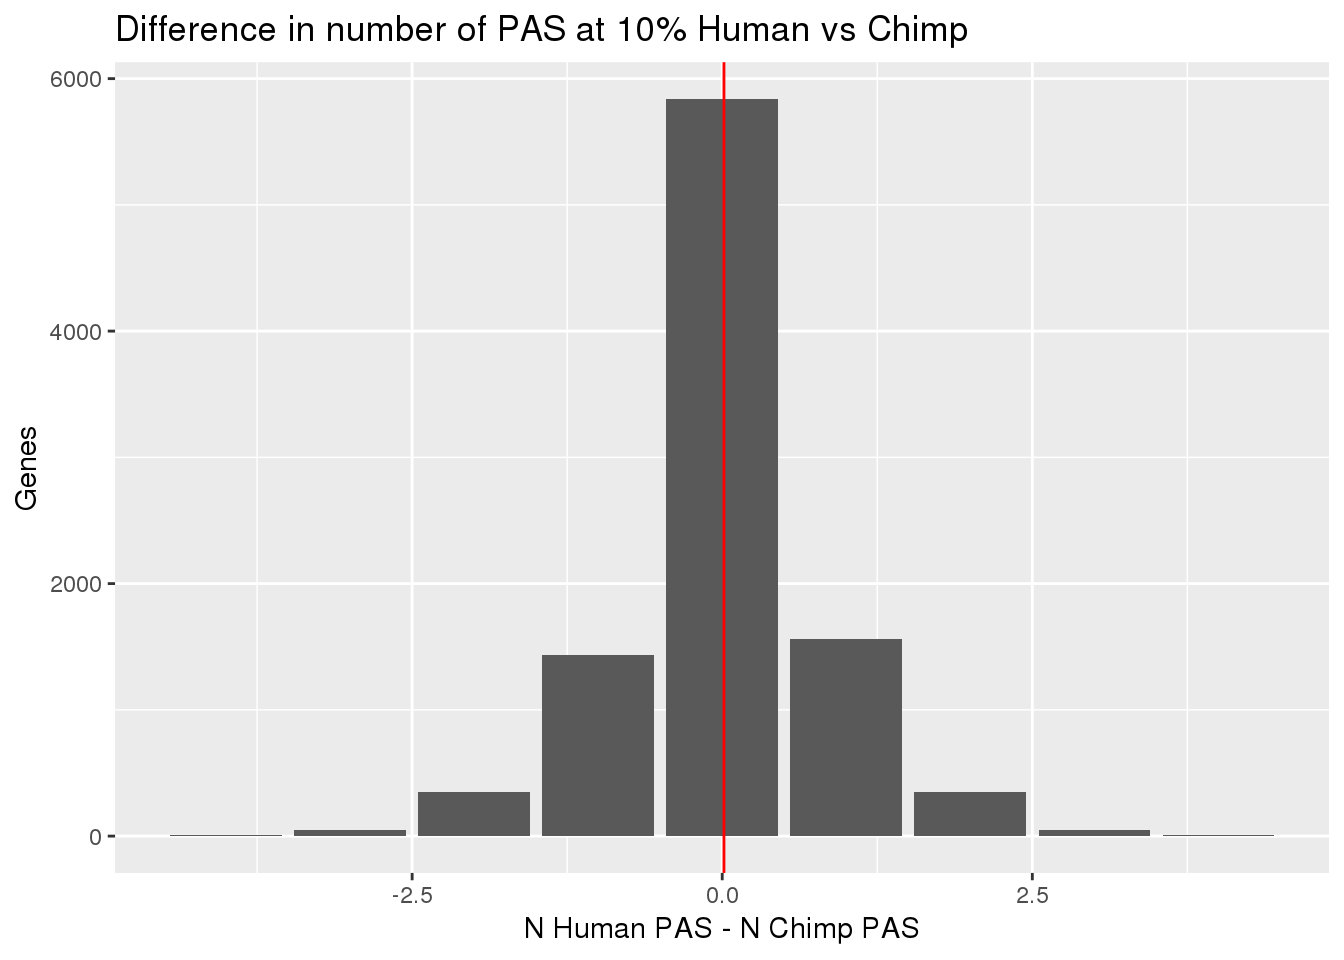 Difference in number of PAS at 10% Human vs Chimp
6000
4000
2000
0
Genes
-2.5
0.0
2.5
N Human PAS - N Chimp PAS